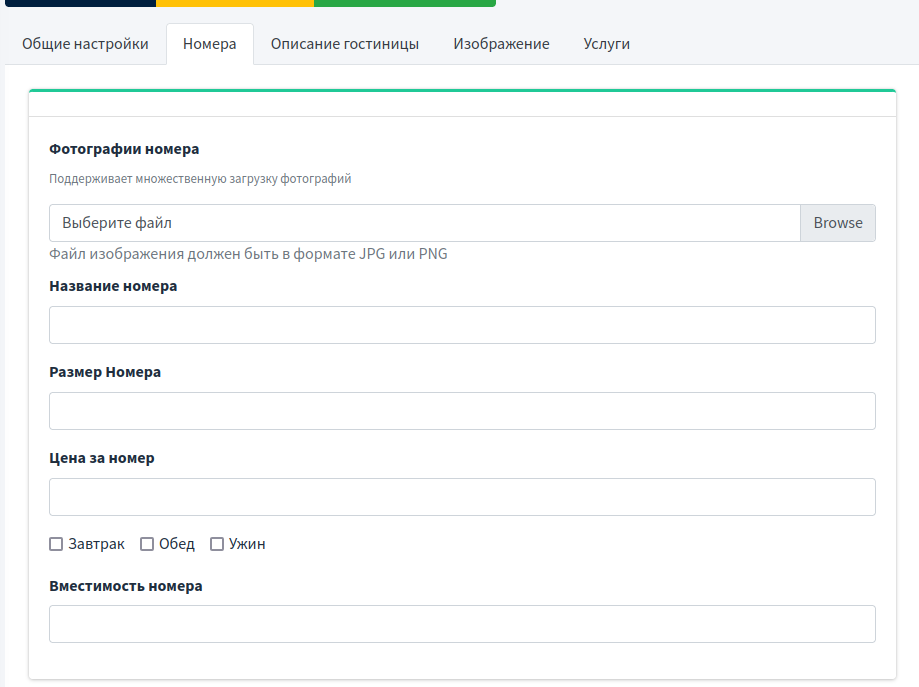 Общие настройки Номера Описание гостиницы Изображение Услуги
Фотографии номера
Поддерживает множественную загрузку фотографий
Выберите файл Browse
Файл изображения должен быть в формате JPG или PNG
Название номера
Размер Номера
Цена за номер
Завтрак Обед Ужин
Вместимость номера